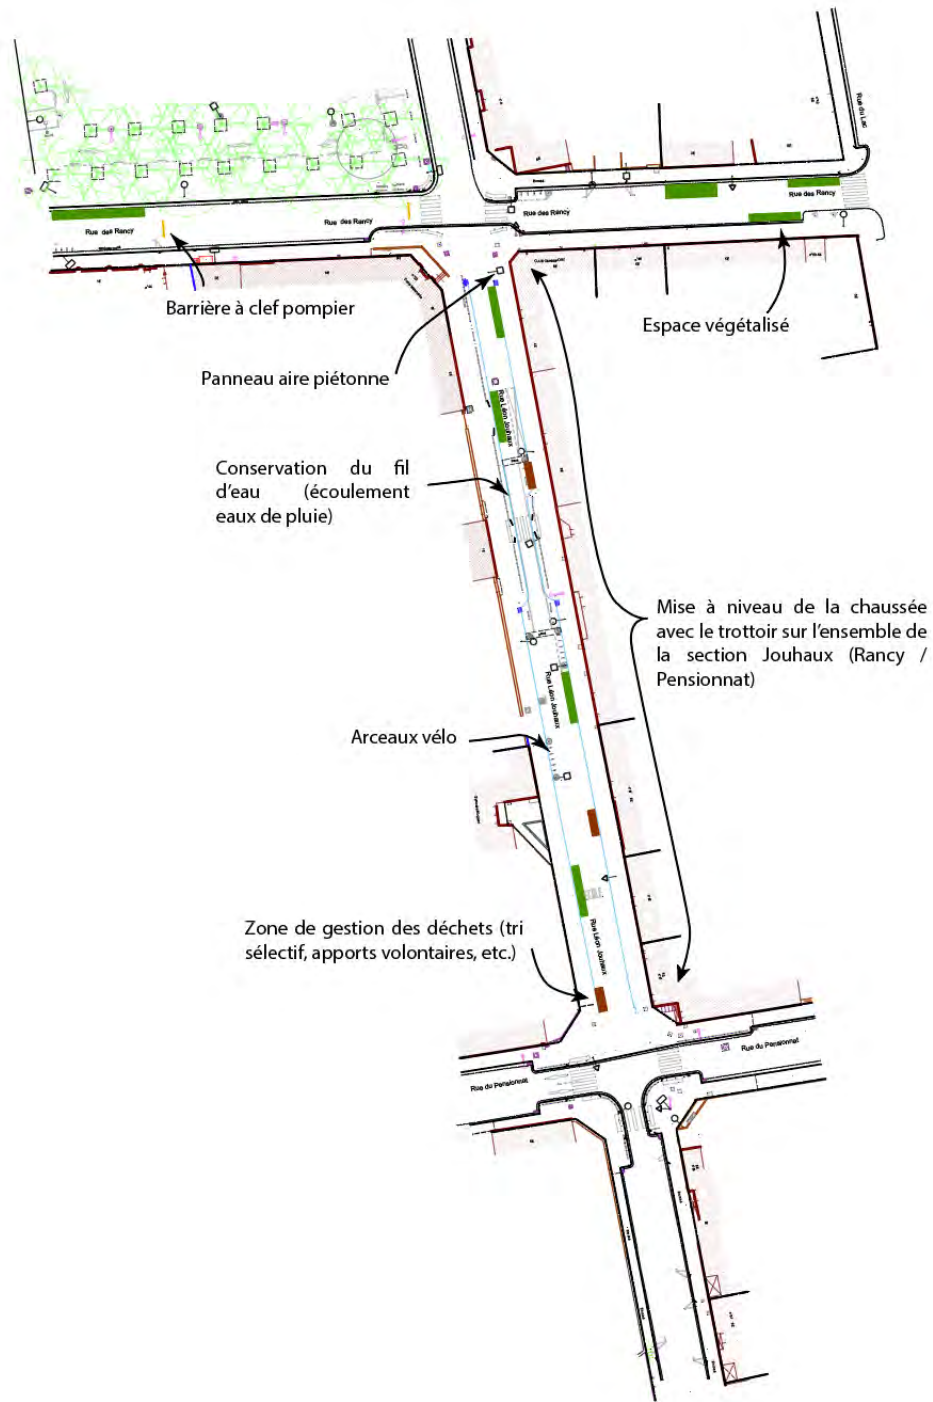 Rue du Lac
Rue des Rancy
Rue des Rancy
Rue des Rancy
Rue des Rancy
Barrière à clef pompier
Espace végétalisé
Panneau aire piétonne
Rue Léon Jouhaux
Conservation du fil
d'eau (écoulement
eaux de pluie)
Mise à niveau de la chaussée
avec le trottoir sur l'ensemble de
la section Jouhaux (Rancy /
Pensionnat)
Rue Léon Jouhaux
Arceaux vélo
Zone de gestion des déchets (tri
sélectif, apports volontaires, etc.)
Rue Léon Jouhaux
Rue du Pensionnat
Rue du Pensionnat